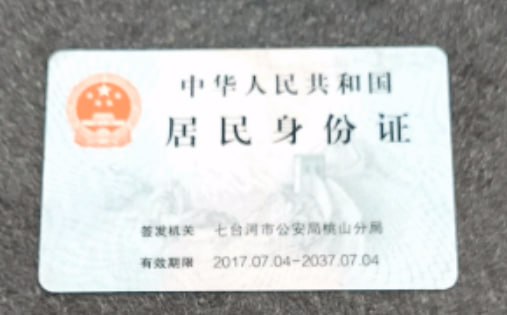 中华人民共和国
居民身份证
签发机关 七台河市公安局桃山分局
有效期限 2017.07.04-2037.07.04